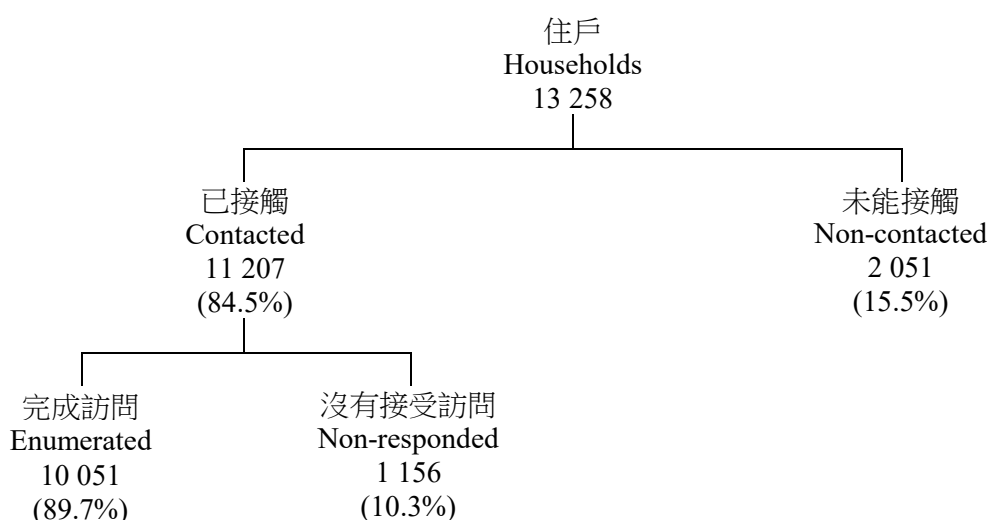 住戶
Households
13 258
已接觸
Contacted
11 207
(84.5%)
未能接觸
Non-contacted
2 051
(15.5%)
完成訪問
Enumerated
10 051
(89.7%)
沒有接受訪問
Non-responded
1 156
(10.3%)